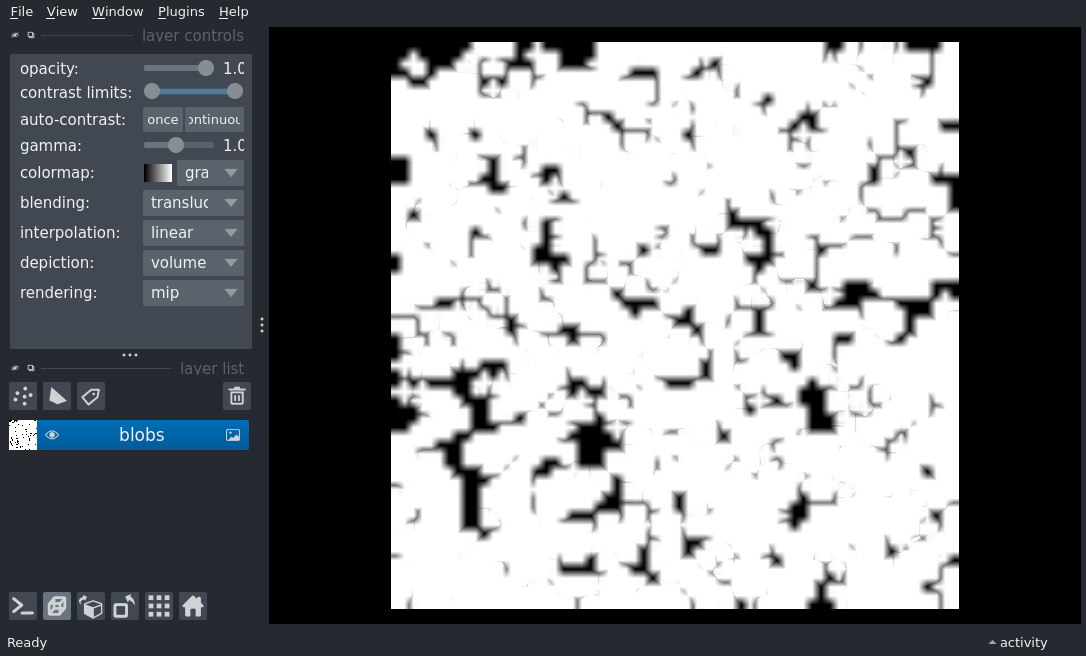 File View Window Plugins Help
layer controls
opacity: 1.0
contrast limits:
auto-contrast: once ontinuou
gamma: 1.0
colormap: gra
blending: transluc
interpolation: linear
depiction: volume
rendering: mip
layer list
blobs
Ready activity